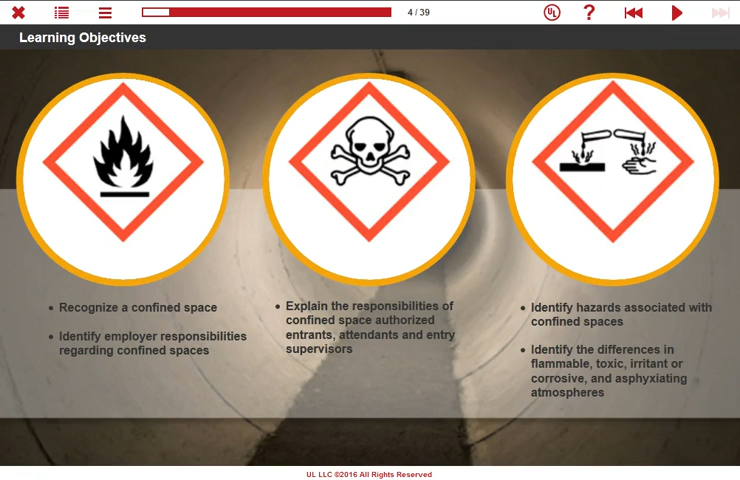 4 / 39
UL
?
Learning Objectives
• Recognize a confined space
• Identify employer responsibilities
regarding confined spaces
• Explain the responsibilities of
confined space authorized
entrants, attendants and entry
supervisors
• Identify hazards associated with
confined spaces
• Identify the differences in
flammable, toxic, irritant or
corrosive, and asphyxiating
atmospheres
UL LLC ©2016 All Rights Reserved